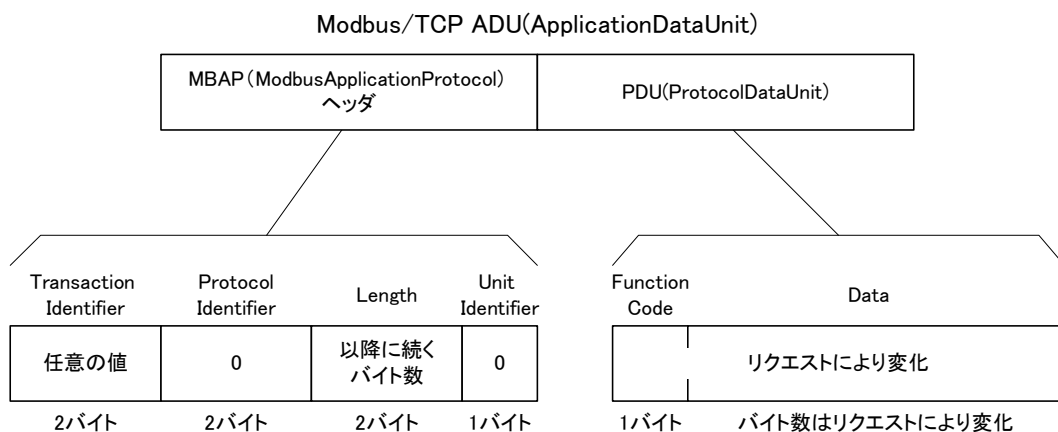 Modbus/TCP ADU(ApplicationDataUnit)
MBAP(ModbusApplicationProtocol)
ヘッダ
PDU(ProtocolDataUnit)
Transaction
Identifier
Protocol
Identifier
Length
Unit
Identifier
Function
Code
Data
任意の値
0
以降に続く
バイト数
0
リクエストにより変化
2バイト
2バイト
2バイト
1バイト
1バイト
バイト数はリクエストにより変化